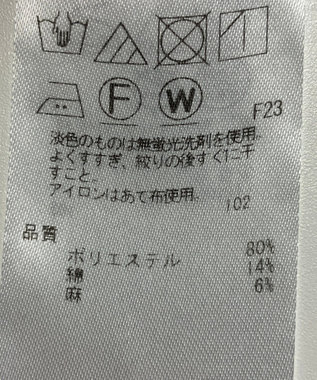 F W
F23
淡色のものは無蛍光洗剤を使用。
よくすすぎ、絞りの後すぐに干
すこと。
アイロンはあて布使用。
102
品質
ポリエステル 80%
綿 14%
麻 6%